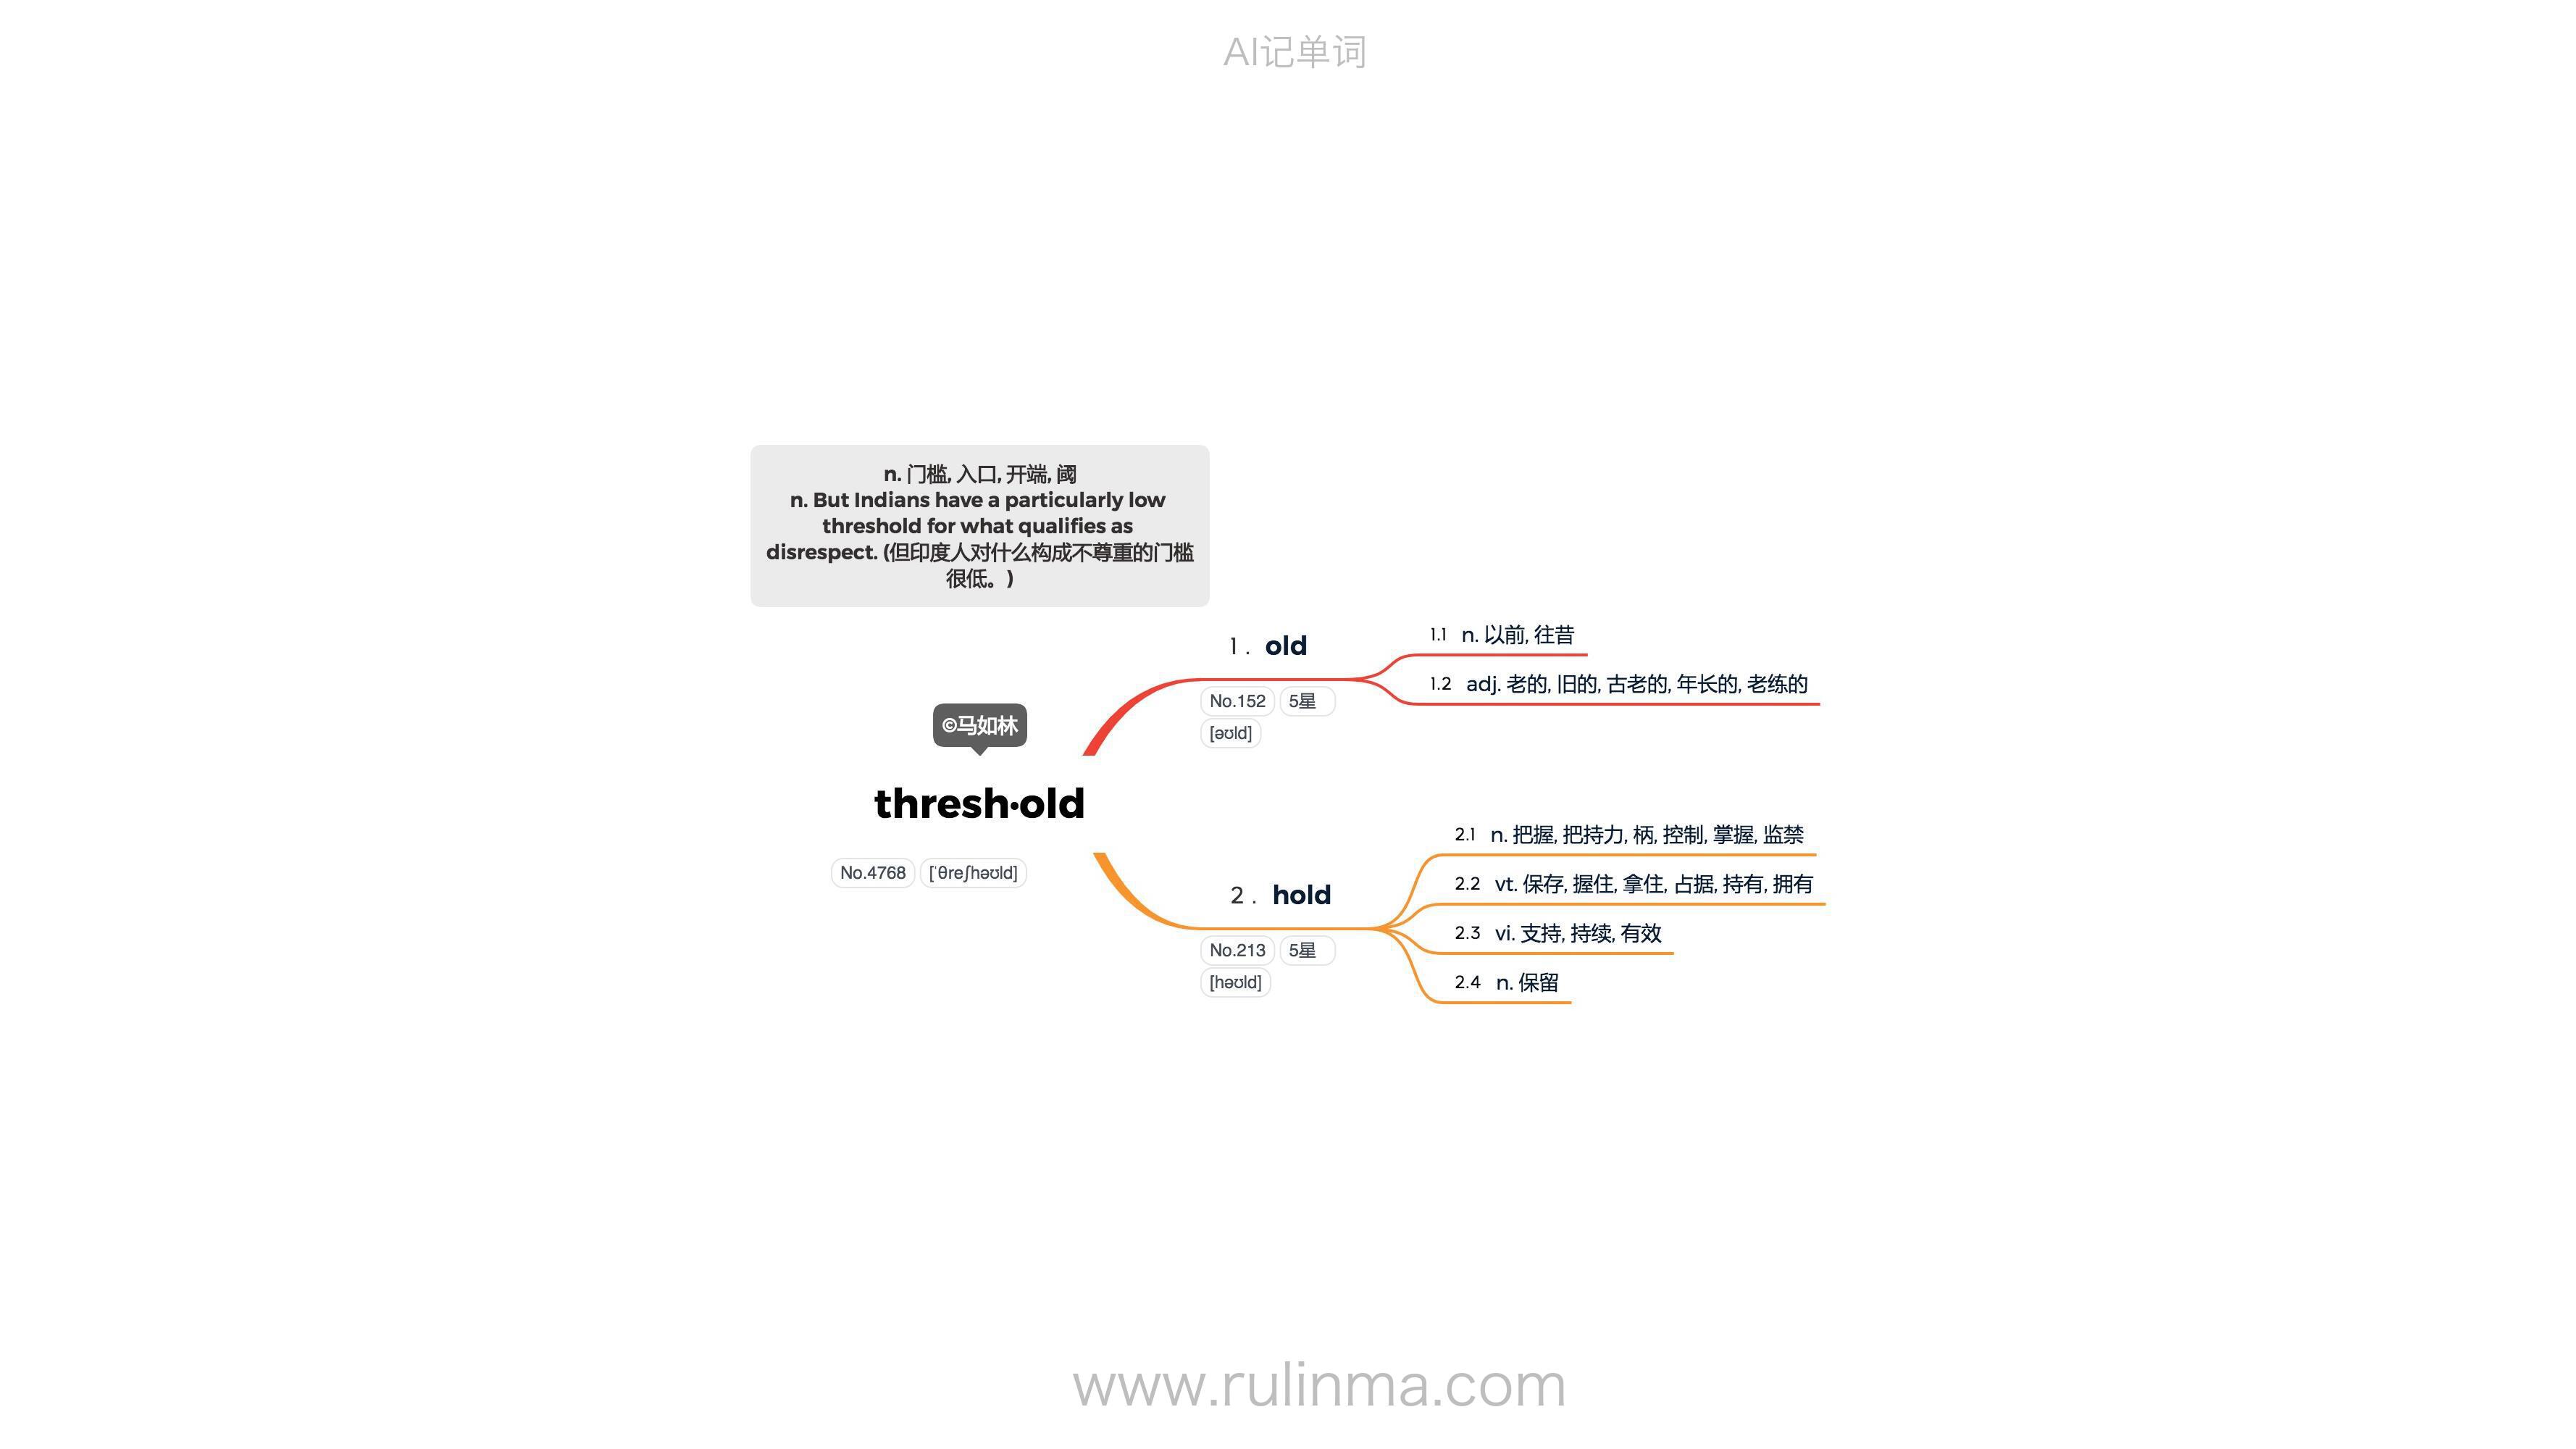 AI记单词
n. 门槛, 入口, 开端, 阈
n. But Indians have a particularly low
threshold for what qualifies as
disrespect. (但印度人对什么构成不尊重的门槛
很低。)
©马如林
thresh·old
No.4768 [ˈθreʃhəʊld]
1 . old
No.152 5星
[əʊld]
1.1 n. 以前, 往昔
1.2 adj. 老的, 旧的, 古老的, 年长的, 老练的
2 . hold
No.213 5星
[həʊld]
2.1 n. 把握, 把持力, 柄, 控制, 掌握, 监禁
2.2 vt. 保存, 握住, 拿住, 占据, 持有, 拥有
2.3 vi. 支持, 持续, 有效
2.4 n. 保留
www.rulinma.com